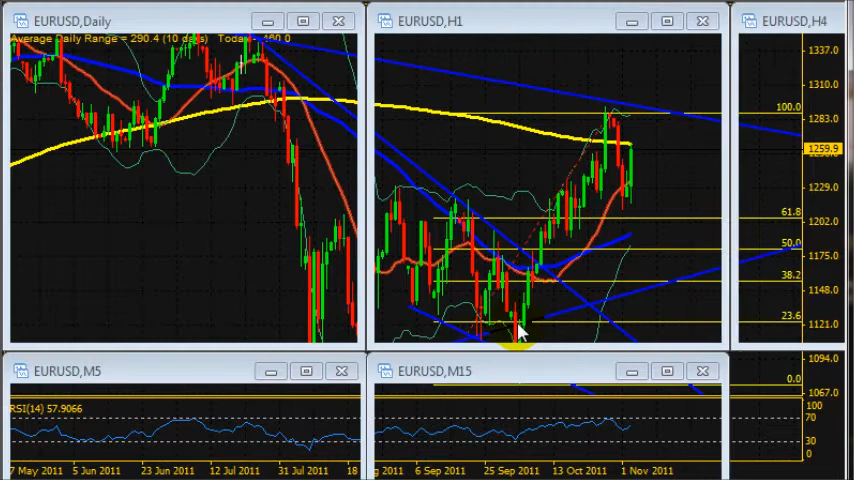 EURUSD,Daily
EURUSD,H1
EURUSD,H4
Average Daily Range = 290.4 (10 days) Today =
1337.0
1310.0
100.0
1283.0
1259.9
1229.0
61.8
1202.0
50.0
1175.0
38.2
1148.0
23.6
1121.0
EURUSD,M5
EURUSD,M15
1094.0
0.0
1067.0
RSI(14) 57.9066
100
70
30
0
7 May 2011
5 Jun 2011
23 Jun 2011
12 Jul 2011
31 Jul 2011
18
g 2011
6 Sep 2011
25 Sep 2011
13 Oct 2011
1 Nov 2011